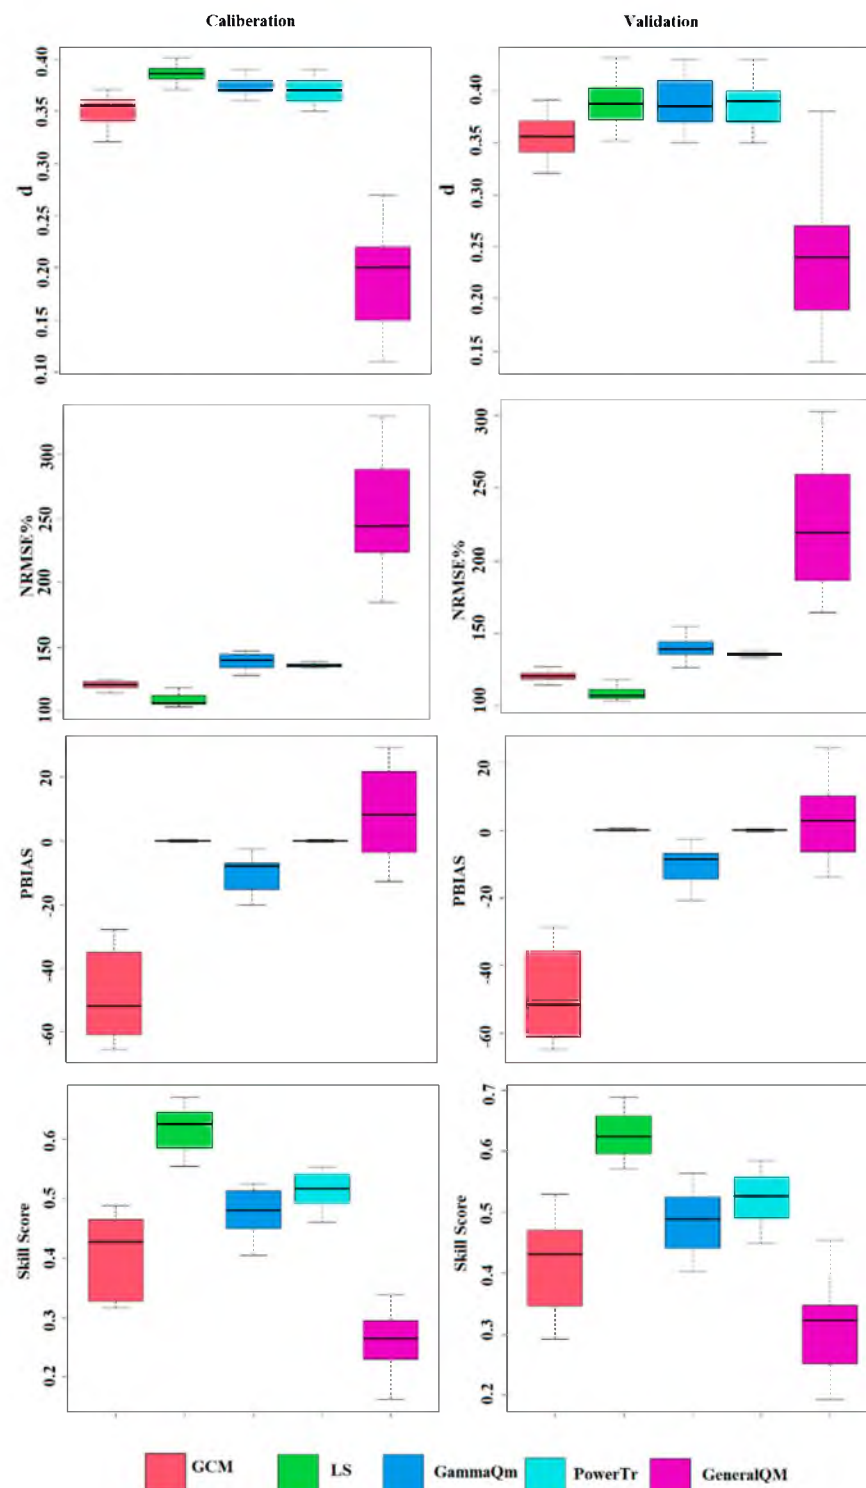 Caliberation
Validation
0.40
0.35
0.30
0.25
0.20
0.15
0.10
d
0.40
0.35
0.30
0.25
0.20
0.15
d
300
250
200
150
100
NRMSE%
300
250
200
150
100
NRMSE%
20
0
-20
-40
-60
PBIAS
20
0
-20
-40
-60
PBIAS
0.6
0.5
0.4
0.3
0.2
Skill Score
0.7
0.6
0.5
0.4
0.3
0.2
Skill Score
GCM
LS
GammaQm
PowerTr
GeneralQM